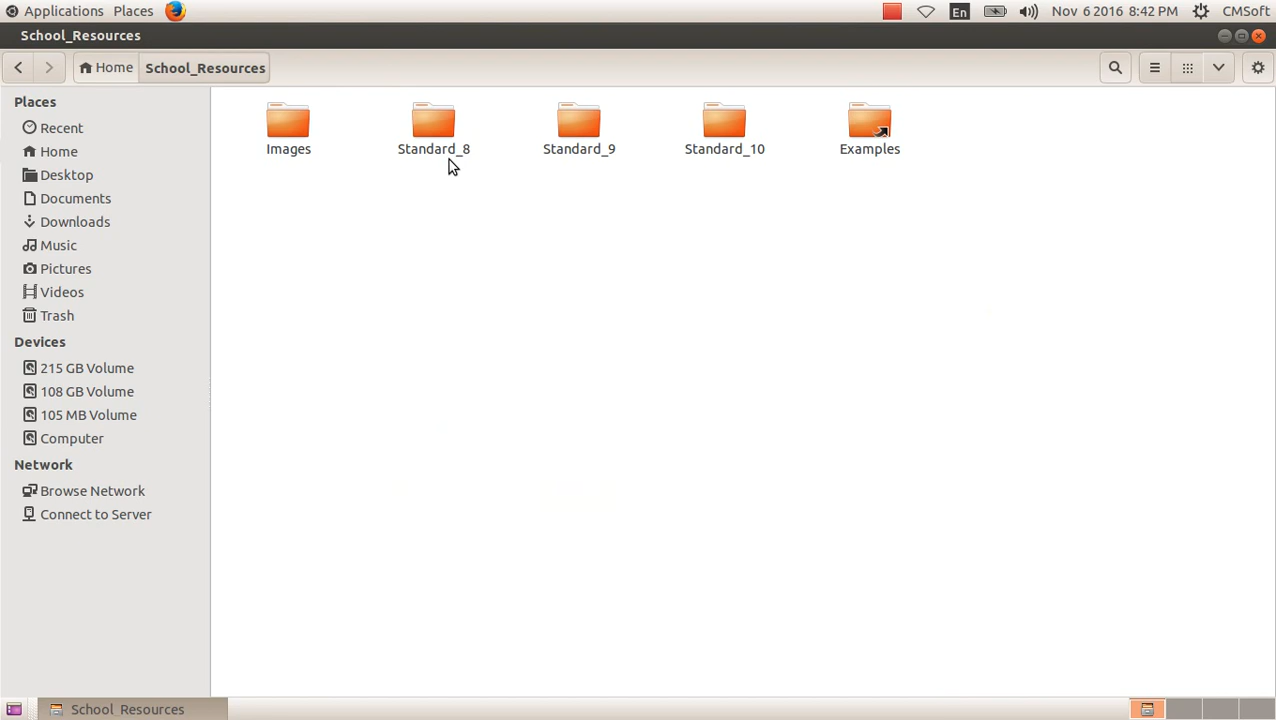 Applications Places En Nov 6 2016 8:42 PM CMSoft
School_Resources
Home School_Resources
Places
Recent
Home
Desktop
Documents
Downloads
Music
Pictures
Videos
Trash
Devices
215 GB Volume
108 GB Volume
105 MB Volume
Computer
Network
Browse Network
Connect to Server
Images Standard_8 Standard_9 Standard_10 Examples
School_Resources